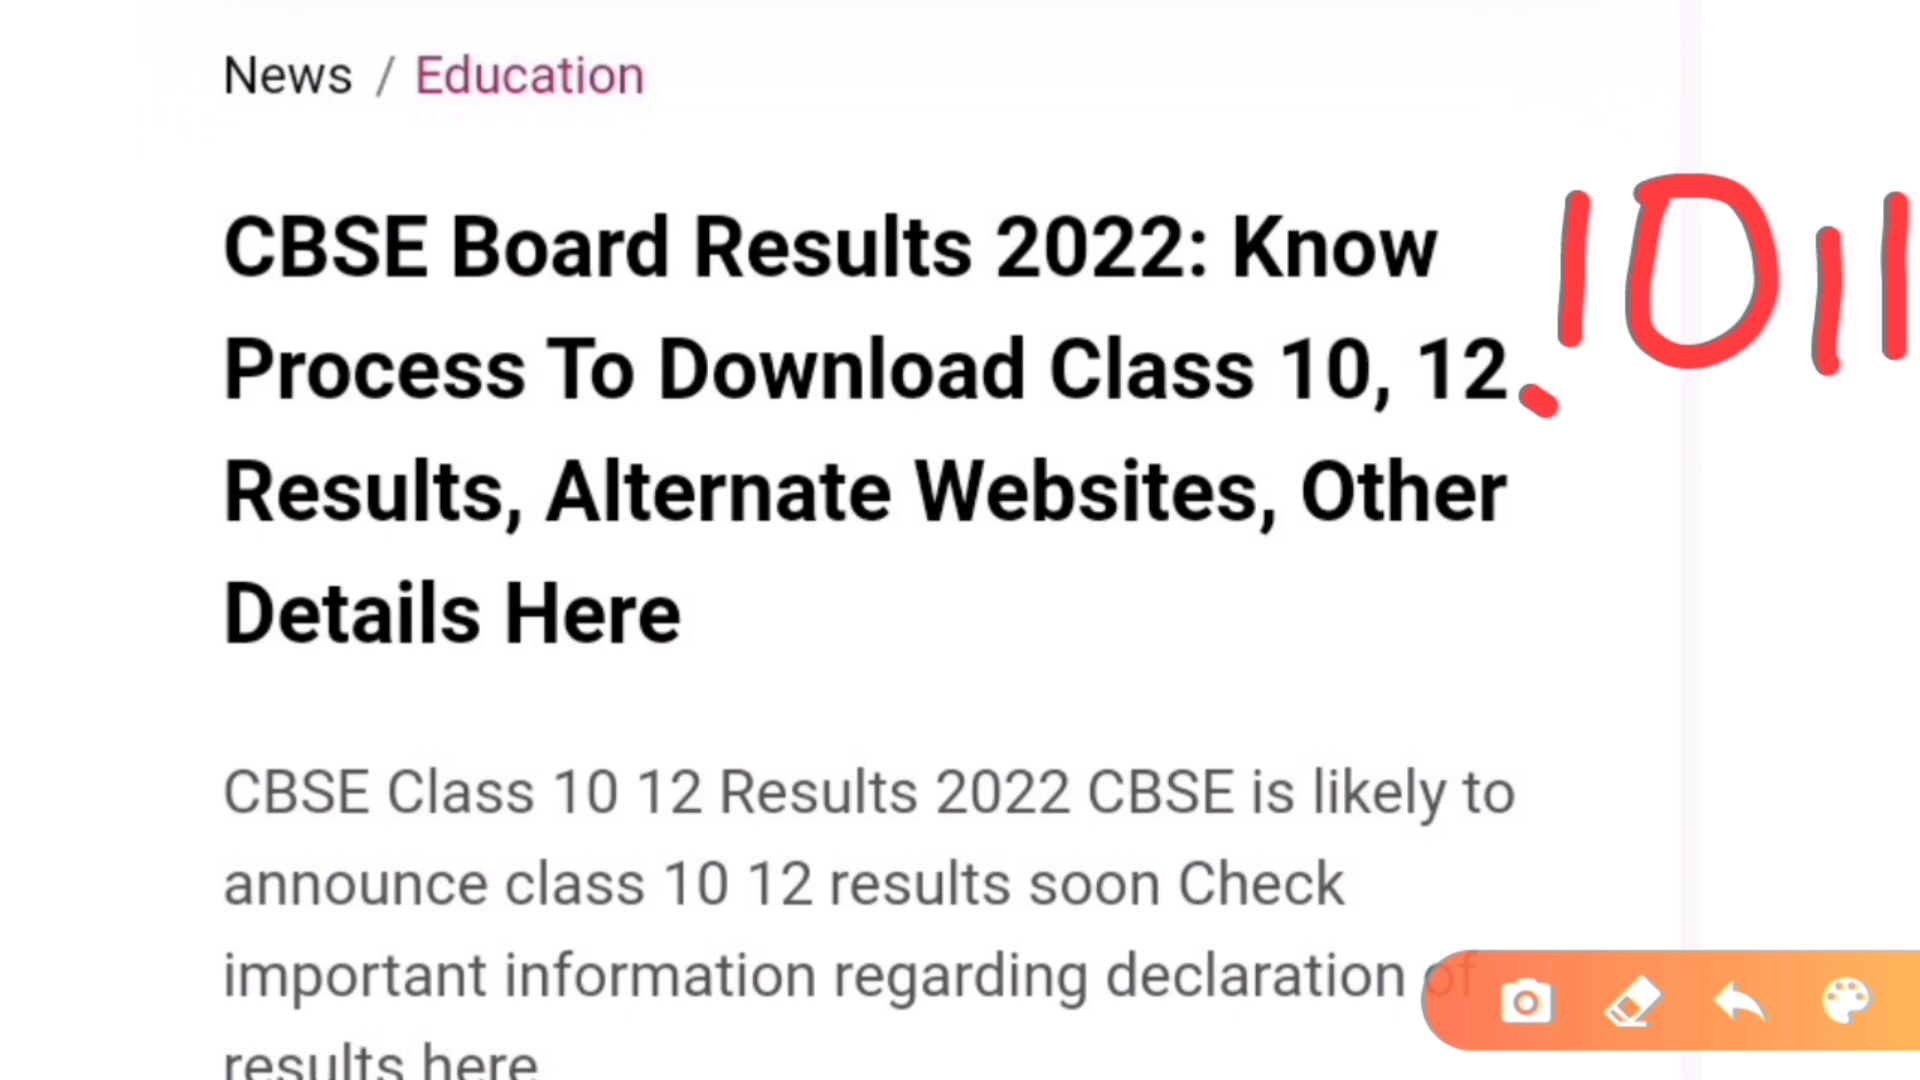 News / Education
CBSE Board Results 2022: Know
Process To Download Class 10, 12
Results, Alternate Websites, Other
Details Here
1011
CBSE Class 10 12 Results 2022 CBSE is likely to
announce class 10 12 results soon Check
important information regarding declaration of
results here